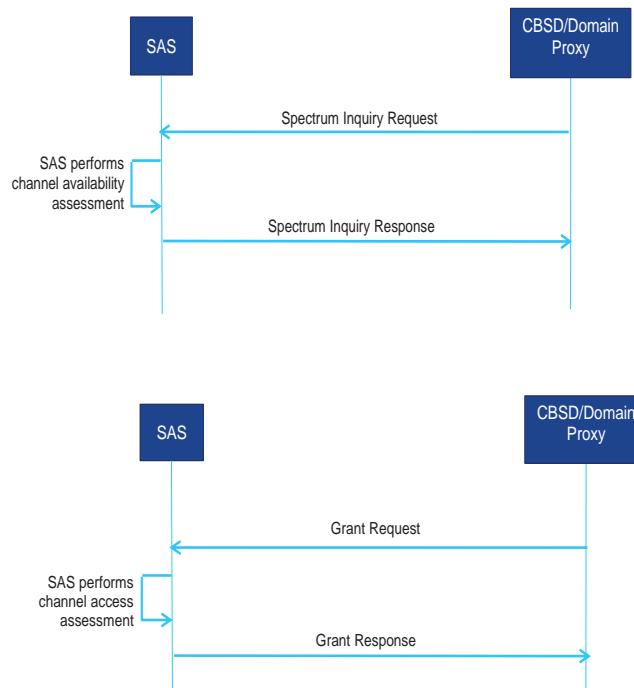 SAS
CBSD/Domain
Proxy
Spectrum Inquiry Request
SAS performs
channel availability
assessment
Spectrum Inquiry Response
SAS
CBSD/Domain
Proxy
Grant Request
SAS performs
channel access
assessment
Grant Response